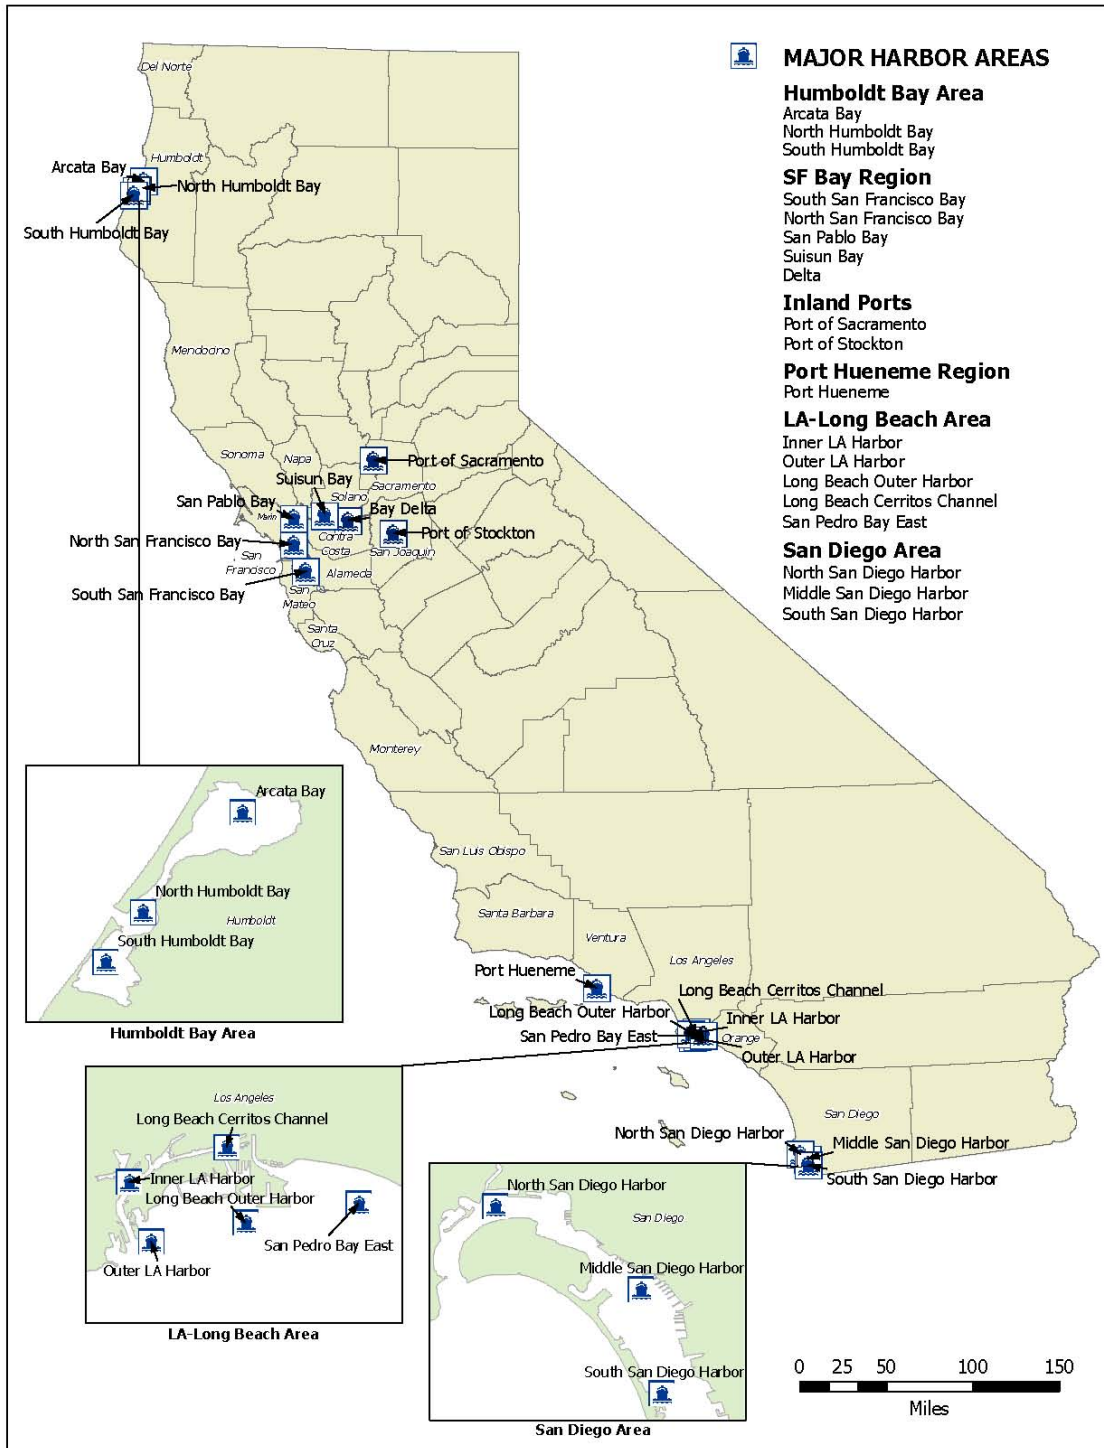 MAJOR HARBOR AREAS
Humboldt Bay Area
Arcata Bay
North Humboldt Bay
South Humboldt Bay
SF Bay Region
South San Francisco Bay
North San Francisco Bay
San Pablo Bay
Suisun Bay
Delta
Inland Ports
Port of Sacramento
Port of Stockton
Port Hueneme Region
Port Hueneme
LA-Long Beach Area
Inner LA Harbor
Outer LA Harbor
Long Beach Outer Harbor
Long Beach Cerritos Channel
San Pedro Bay East
San Diego Area
North San Diego Harbor
Middle San Diego Harbor
South San Diego Harbor
Del Norte
Humboldt
Arcata Bay
North Humboldt Bay
South Humboldt Bay
Mendocino
Sonoma
Napa
Port of Sacramento
Suisun Bay
Sacramento
Solano
San Pablo Bay
Marin
Bay Delta
Port of Stockton
North San Francisco Bay
Contra
Costa
San Joaquin
San
Francisco
Alameda
South San Francisco Bay
San
Mateo
Santa
Cruz
Monterey
San Luis Obispo
Santa Barbara
Ventura
Los Angeles
Port Hueneme
Long Beach Cerritos Channel
Long Beach Outer Harbor
Inner LA Harbor
San Pedro Bay East
Orange
Outer LA Harbor
San Diego
North San Diego Harbor
Middle San Diego Harbor
South San Diego Harbor
Arcata Bay
North Humboldt Bay
Humboldt
South Humboldt Bay
Humboldt Bay Area
Los Angeles
Long Beach Cerritos Channel
Inner LA Harbor
Long Beach Outer Harbor
San Pedro Bay East
Outer LA Harbor
LA-Long Beach Area
North San Diego Harbor
San Diego
Middle San Diego Harbor
South San Diego Harbor
San Diego Area
0 25 50 100 150
Miles